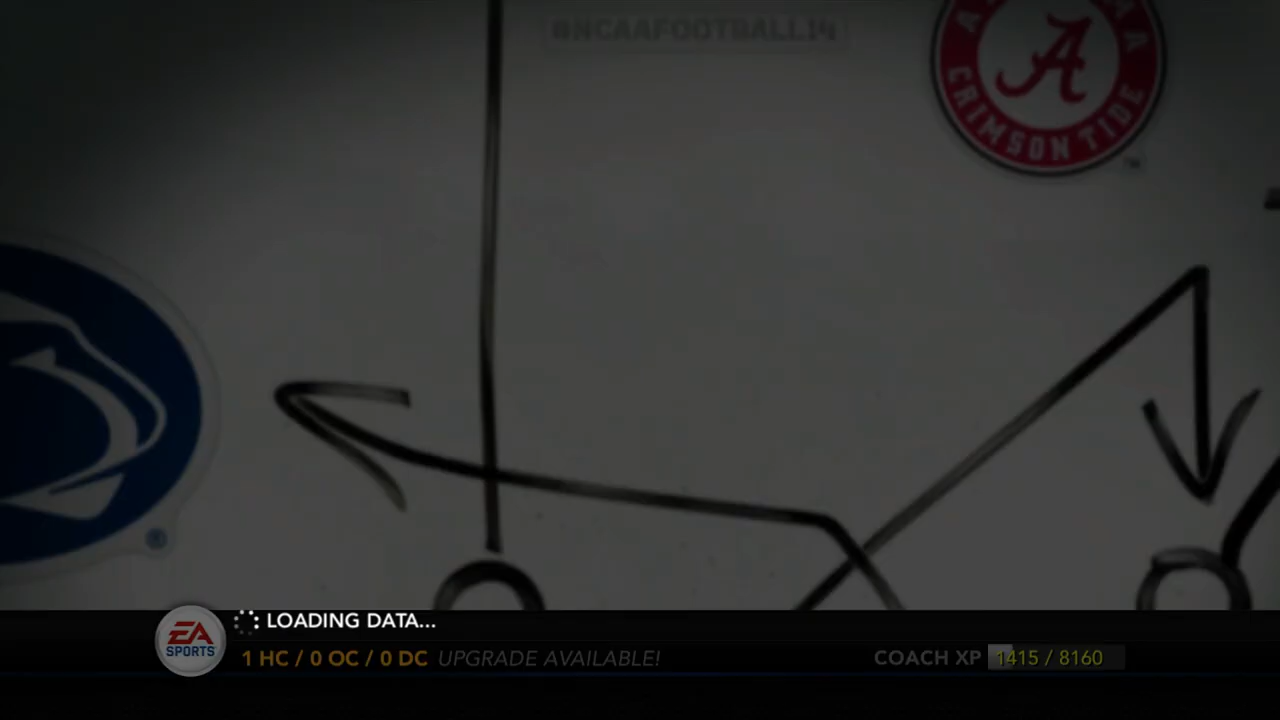 #NCAAFOOTBALL14
ALABAMA
A
CRIMSON TIDE
™
®
LOADING DATA...
EA
SPORTS
1 HC / 0 OC / 0 DC UPGRADE AVAILABLE!
COACH XP 1415 / 8160